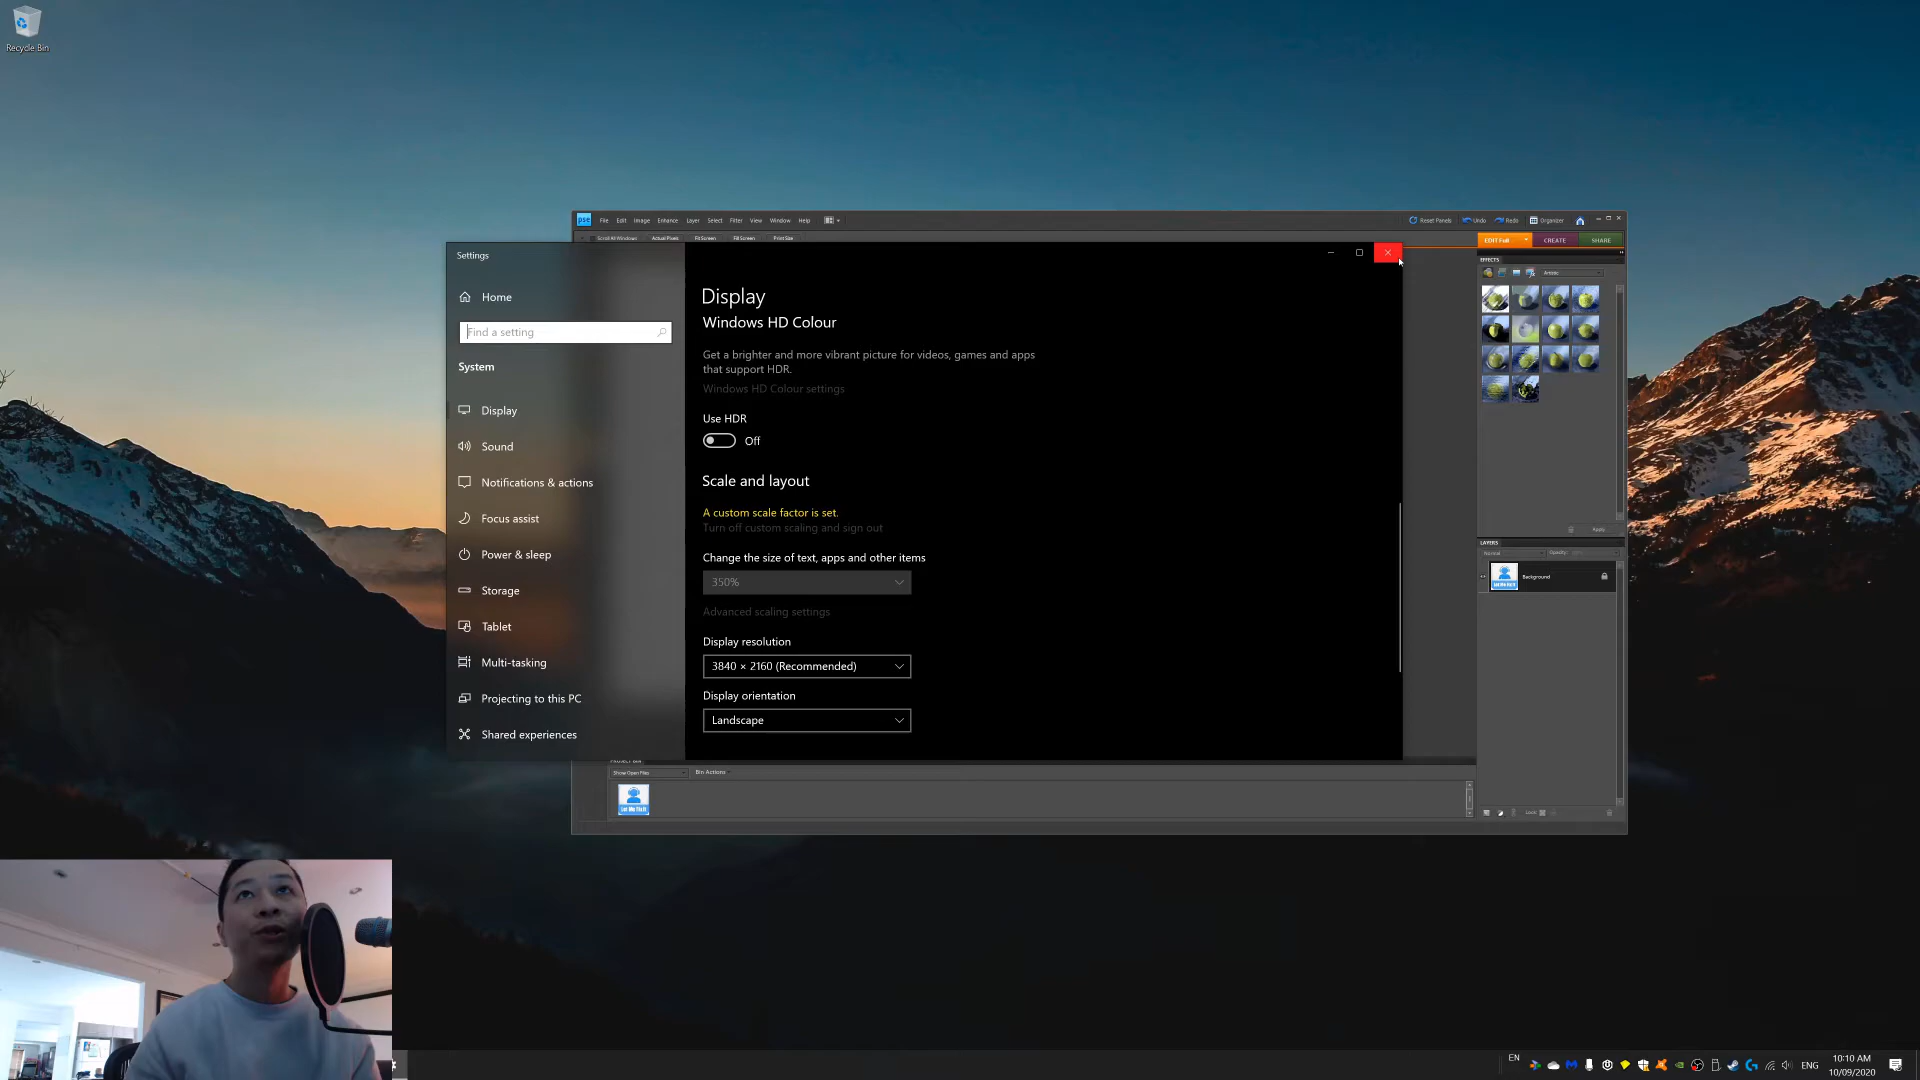 Recycle Bin
pse File Edit Image Enhance Layer Select Filter View Window Help
Reset Panels Undo Redo Organizer
Scroll All Windows Actual Pixels Fit Screen Fill Screen Print Size
EDIT Full CREATE SHARE
EFFECTS
Artistic
Apply
LAYERS
Normal Opacity:
Background
Lock:
Settings
Home
Find a setting
System
Display
Sound
Notifications & actions
Focus assist
Power & sleep
Storage
Tablet
Multi-tasking
Projecting to this PC
Shared experiences
Display
Windows HD Colour
Get a brighter and more vibrant picture for videos, games and apps
that support HDR.
Windows HD Colour settings
Use HDR
Off
Scale and layout
A custom scale factor is set.
Turn off custom scaling and sign out
Change the size of text, apps and other items
350%
Advanced scaling settings
Display resolution
3840 × 2160 (Recommended)
Display orientation
Landscape
Show Open Files Bin Actions
EN
ENG
10:10 AM
10/09/2020